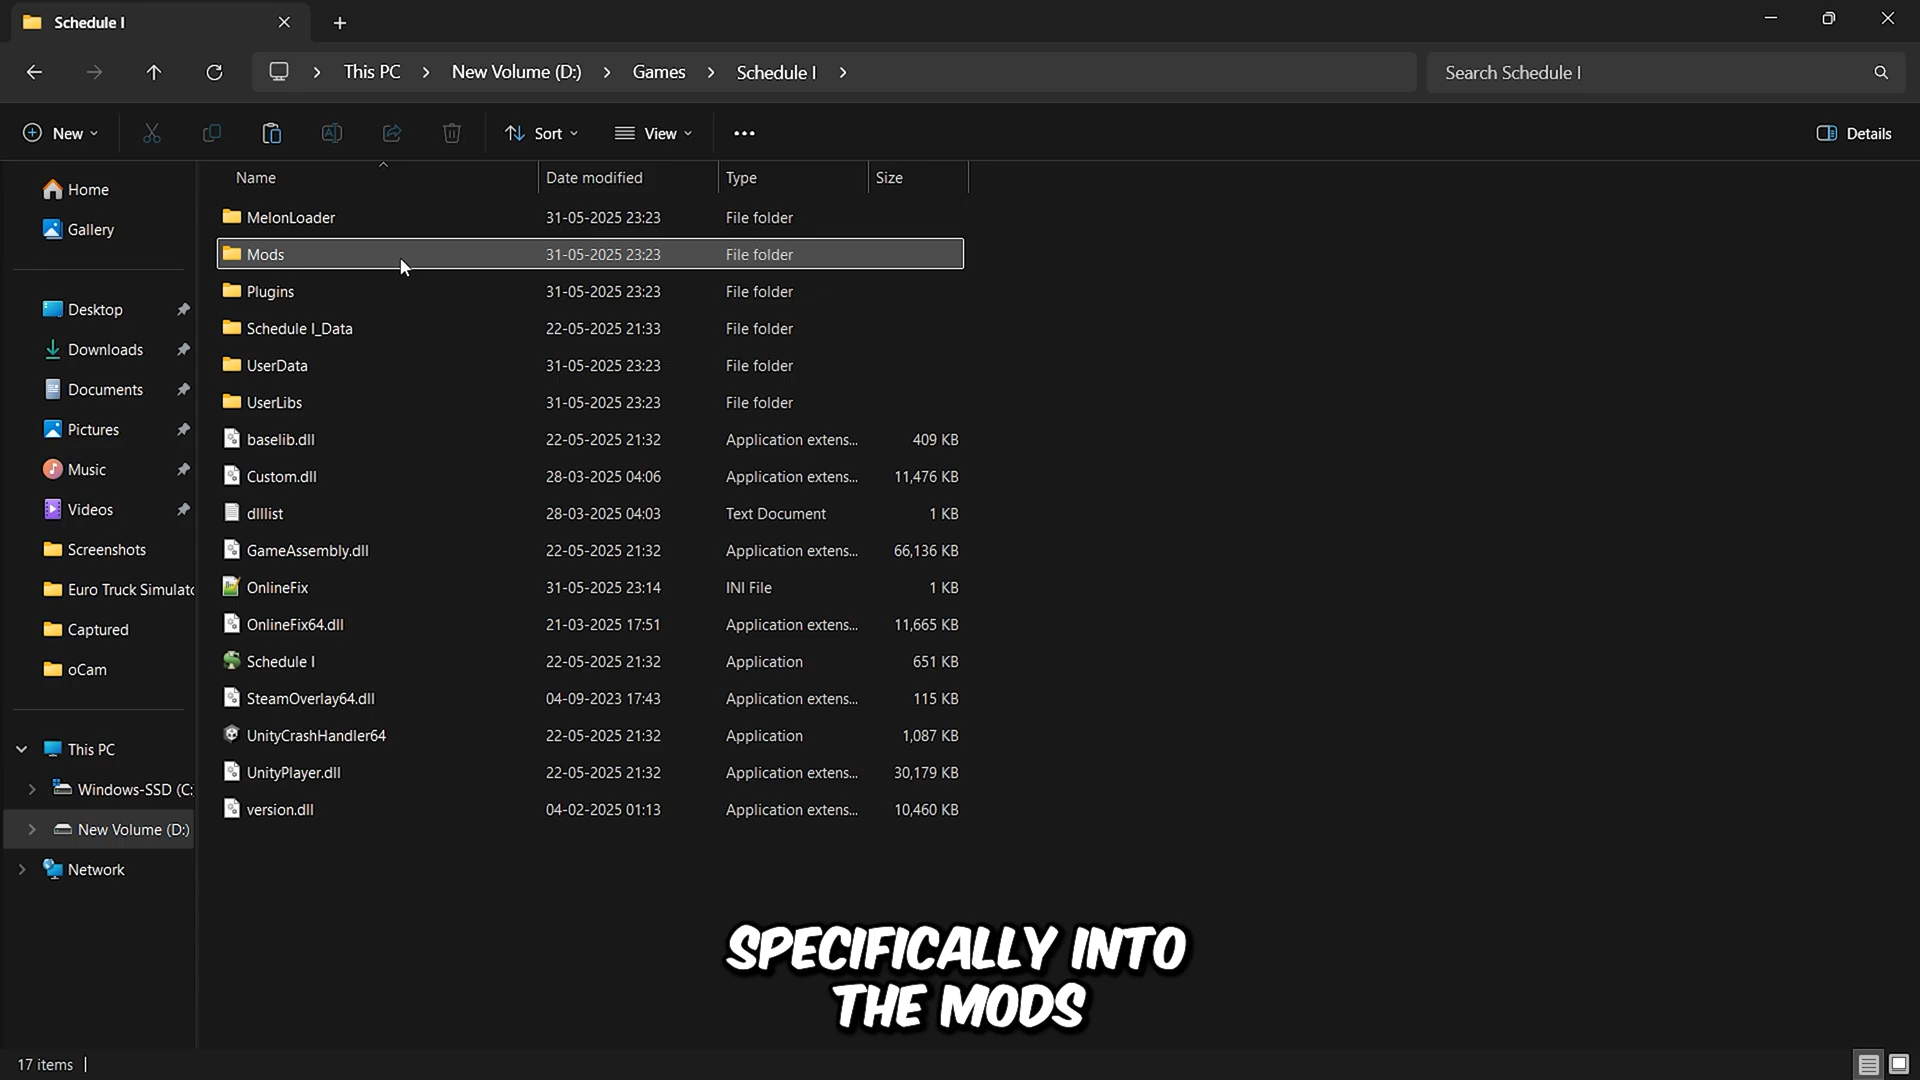 Schedule I
This PC
New Volume (D:)
Games
Schedule I
Search Schedule I
New
Sort
View
Details
Name
Date modified
Type
Size
Home
Gallery
Desktop
Downloads
Documents
Pictures
Music
Videos
Screenshots
Euro Truck Simulato
Captured
oCam
This PC
Windows-SSD (C:
New Volume (D:)
Network
MelonLoader 31-05-2025 23:23 File folder
Mods 31-05-2025 23:23 File folder
Plugins 31-05-2025 23:23 File folder
Schedule I_Data 22-05-2025 21:33 File folder
UserData 31-05-2025 23:23 File folder
UserLibs 31-05-2025 23:23 File folder
baselib.dll 22-05-2025 21:32 Application extens... 409 KB
Custom.dll 28-03-2025 04:06 Application extens... 11,476 KB
dlllist 28-03-2025 04:03 Text Document 1 KB
GameAssembly.dll 22-05-2025 21:32 Application extens... 66,136 KB
OnlineFix 31-05-2025 23:14 INI File 1 KB
OnlineFix64.dll 21-03-2025 17:51 Application extens... 11,665 KB
Schedule I 22-05-2025 21:32 Application 651 KB
SteamOverlay64.dll 04-09-2023 17:43 Application extens... 115 KB
UnityCrashHandler64 22-05-2025 21:32 Application 1,087 KB
UnityPlayer.dll 22-05-2025 21:32 Application extens... 30,179 KB
version.dll 04-02-2025 01:13 Application extens... 10,460 KB
SPECIFICALLY INTO
THE MODS
17 items